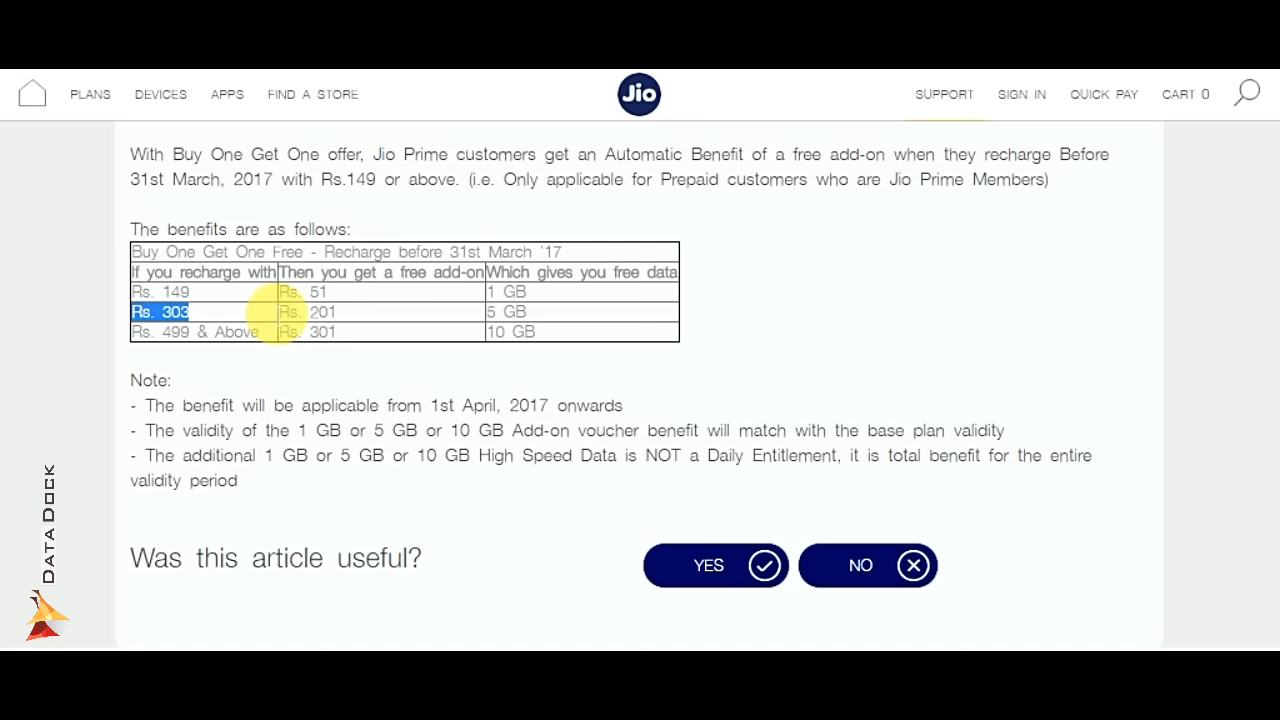 PLANS DEVICES APPS FIND A STORE Jio SUPPORT SIGN IN QUICK PAY CART 0
With Buy One Get One offer, Jio Prime customers get an Automatic Benefit of a free add-on when they recharge Before
31st March, 2017 with Rs.149 or above. (i.e. Only applicable for Prepaid customers who are Jio Prime Members)
The benefits are as follows:
Buy One Get One Free - Recharge before 31st March '17
If you recharge with Then you get a free add-on Which gives you free data
Rs. 149 Rs. 51 1 GB
Rs. 303 Rs. 201 5 GB
Rs. 499 & Above Rs. 301 10 GB
Note:
- The benefit will be applicable from 1st April, 2017 onwards
- The validity of the 1 GB or 5 GB or 10 GB Add-on voucher benefit will match with the base plan validity
- The additional 1 GB or 5 GB or 10 GB High Speed Data is NOT a Daily Entitlement, it is total benefit for the entire
validity period
Was this article useful? YES NO
DATA DOCK